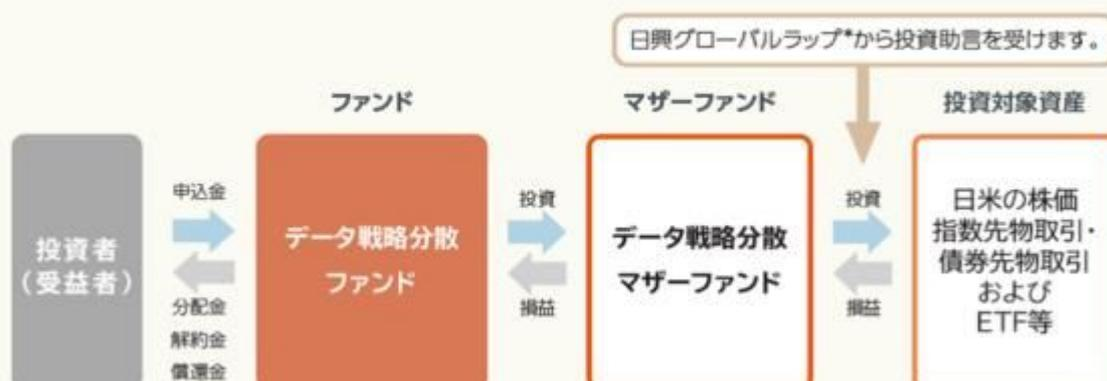 日興グローバルラップ*から投資助言を受けます。
ファンド
マザーファンド
投資対象資産
投資者
(受益者)
申込金
分配金
解約金
償還金
データ戦略分散
ファンド
投資
損益
データ戦略分散
マザーファンド
投資
損益
日米の株価
指数先物取引・
債券先物取引
および
ETF等